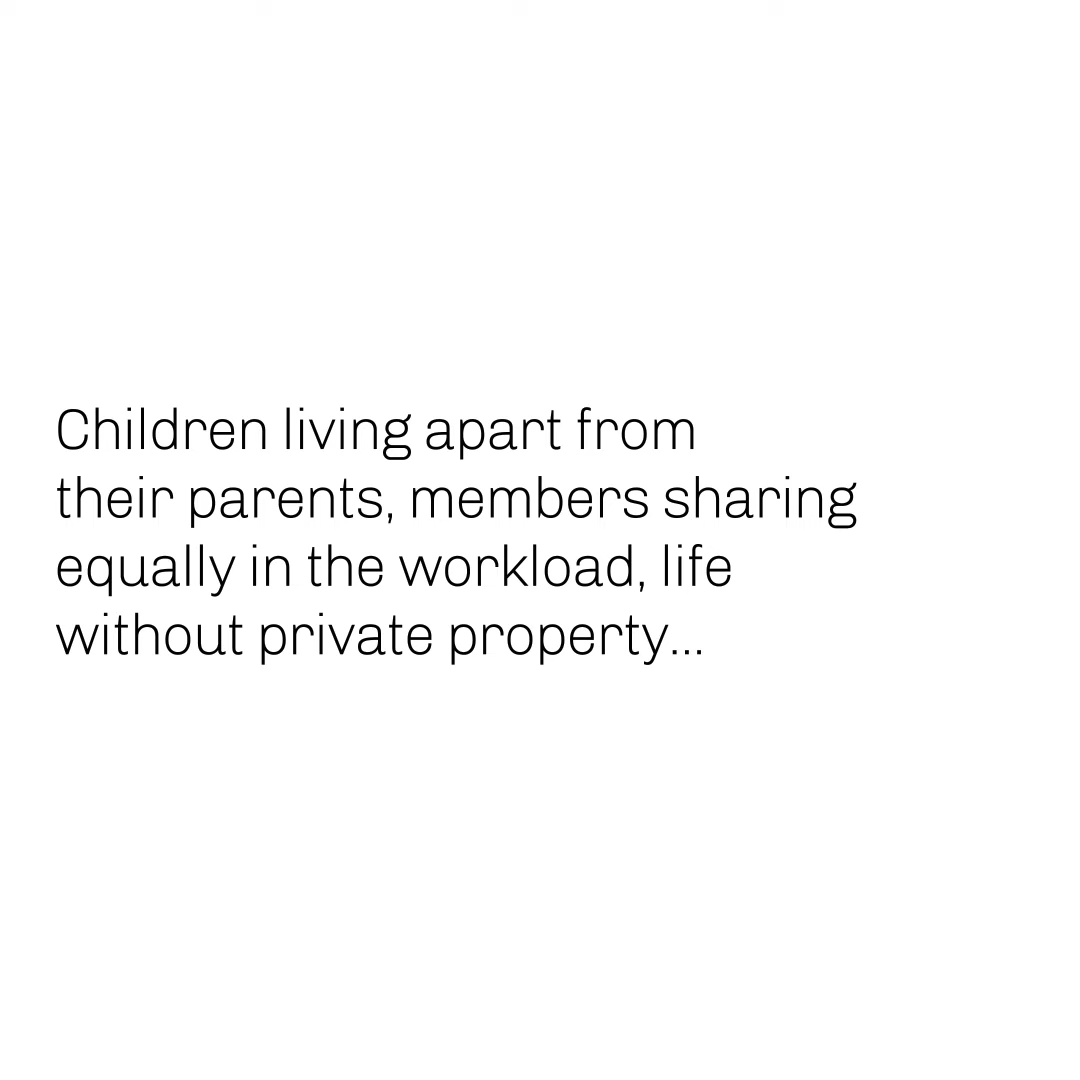 Children living apart from
their parents, members sharing
equally in the workload, life
without private property...